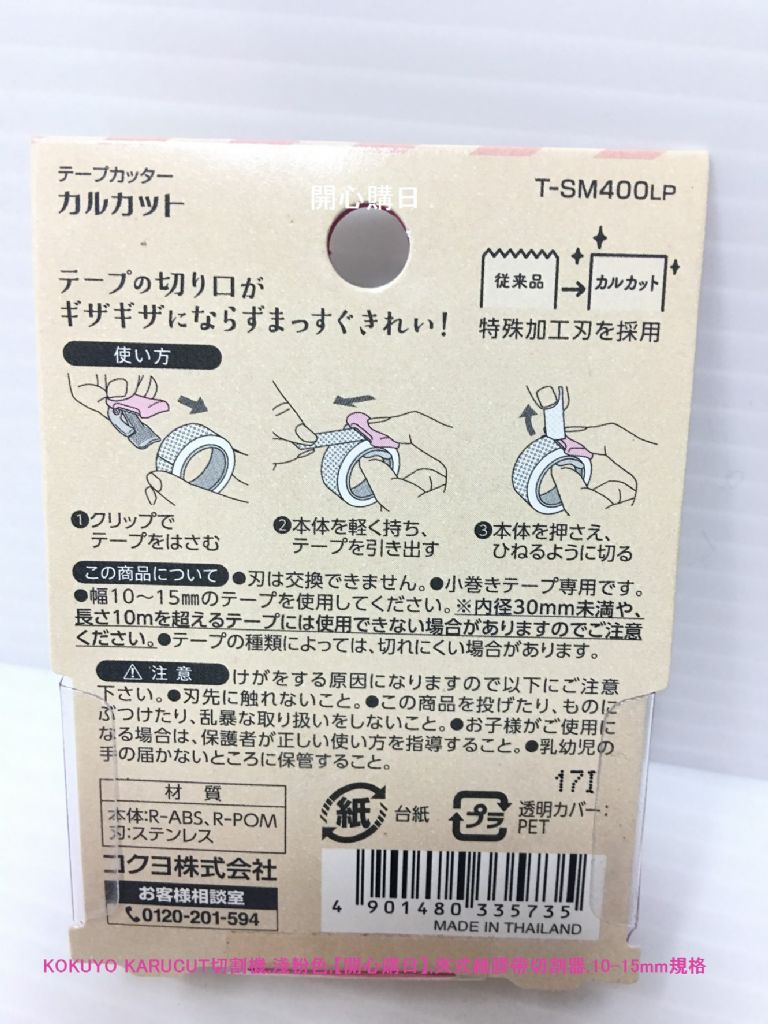 テープカッター
カルカット
開心購日
T-SM400LP
従来品
カルカット
特殊加工刃を採用
テープの切り口が
ギザギザにならずまっすぐきれい!
使い方
❶クリップで
テープをはさむ
❷本体を軽く持ち、
テープを引き出す
❸本体を押さえ、
ひねるように切る
この商品について ●刃は交換できません。●小巻きテープ専用です。
●幅10〜15㎜のテープを使用してください。※内径30mm未満や、
長さ10mを超えるテープには使用できない場合がありますのでご注意
ください。●テープの種類によっては、切れにくい場合があります。
⚠ 注意 けがをする原因になりますので以下にご注意
下さい。●刃先に触れないこと。●この商品を投げたり、ものに
ぶつけたり、乱暴な取り扱いをしないこと。●お子様がご使用に
なる場合は、保護者が正しい使い方を指導すること。●乳幼児の
手の届かないところに保管すること。
17I
材質
本体:R-ABS、R-POM
刃:ステンレス
紙
台紙
プラ
透明カバー:
PET
コクヨ株式会社
お客様相談室
0120-201-594
4 901480 335735
MADE IN THAILAND
KOKUYO KARUCUT切割機.淺粉色.【開心購日】.夾式紙膠帶切割器.10-15mm規格